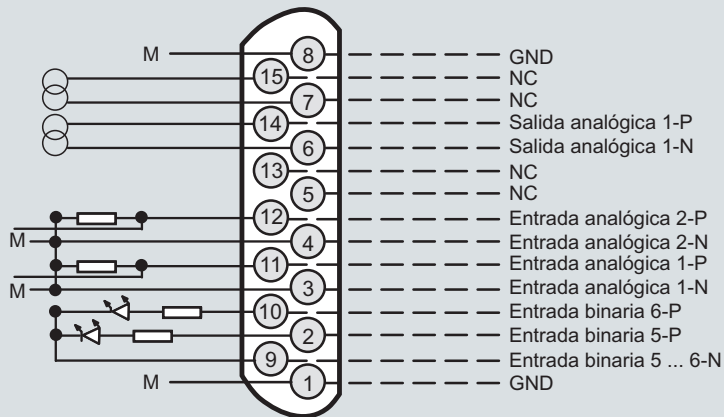 M 8 GND
15 NC
7 NC
14 Salida analógica 1-P
6 Salida analógica 1-N
13 NC
5 NC
12 Entrada analógica 2-P
M 4 Entrada analógica 2-N
11 Entrada analógica 1-P
M 3 Entrada analógica 1-N
10 Entrada binaria 6-P
2 Entrada binaria 5-P
9 Entrada binaria 5 ... 6-N
M 1 GND